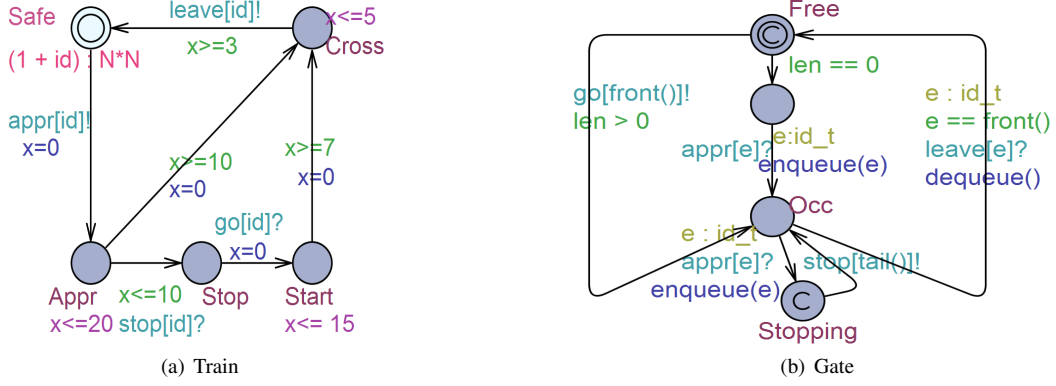 Safe
(1 + id) : N*N
leave[id]!
x>=3
x<=5
Cross
appr[id]!
x=0
x>=10
x=0
x>=7
x=0
go[id]?
x=0
Appr
x<=20
x<=10
stop[id]?
Stop
Start
x<= 15
(a) Train
Free
len == 0
go[front()]!
len > 0
e:id_t
appr[e]?
enqueue(e)
e : id_t
e == front()
leave[e]?
dequeue()
Occ
e : id_t
appr[e]?
enqueue(e)
stop[tail()]!
C
C
Stopping
(b) Gate